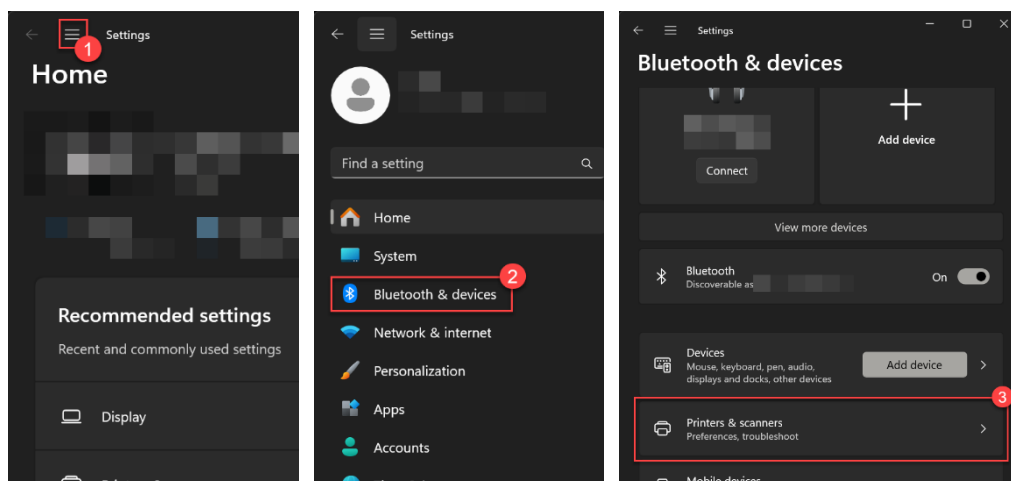 Settings
1
Home
Recommended settings
Recent and commonly used settings
Display
Settings
Find a setting
Home
System
2
Bluetooth & devices
Network & internet
Personalization
Apps
Accounts
Settings
Bluetooth & devices
Connect
Add device
View more devices
Bluetooth
Discoverable as
On
Devices
Mouse, keyboard, pen, audio,
displays and docks, other devices
Add device
3
Printers & scanners
Preferences, troubleshoot
Mobile devices